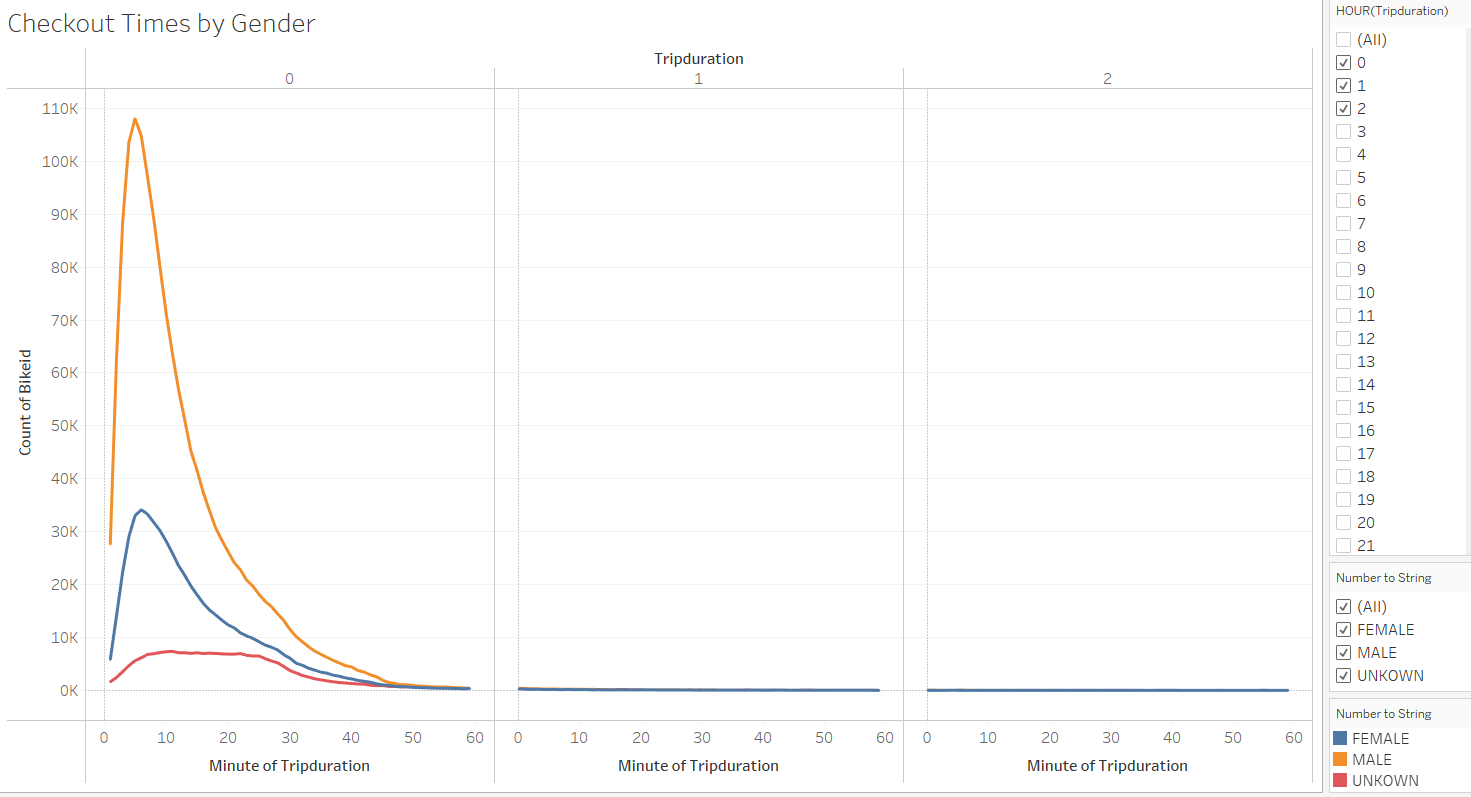 Checkout Times by Gender
Tripduration
0 1 2
110K
100K
90K
80K
70K
60K
50K
40K
30K
20K
10K
0K
Count of Bikeid
0 10 20 30 40 50 60 0 10 20 30 40 50 60 0 10 20 30 40 50 60
Minute of Tripduration Minute of Tripduration Minute of Tripduration
HOUR(Tripduration)
(All)
0
1
2
3
4
5
6
7
8
9
10
11
12
13
14
15
16
17
18
19
20
21
Number to String
(All)
FEMALE
MALE
UNKOWN
Number to String
FEMALE
MALE
UNKOWN